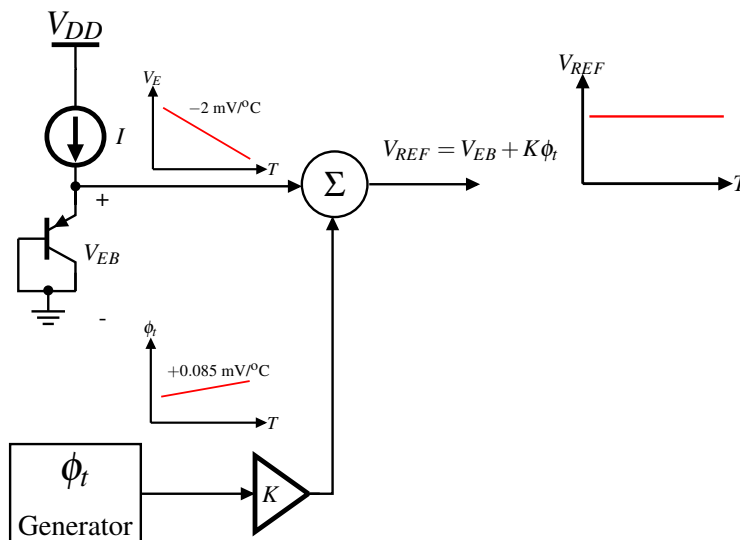 V_DD
V_E
−2 mV/°C
T
I
V_REF = V_EB + Kϕ_t
V_REF
T
Σ
+
V_EB
-
ϕ_t
+0.085 mV/°C
T
ϕ_t
Generator
K